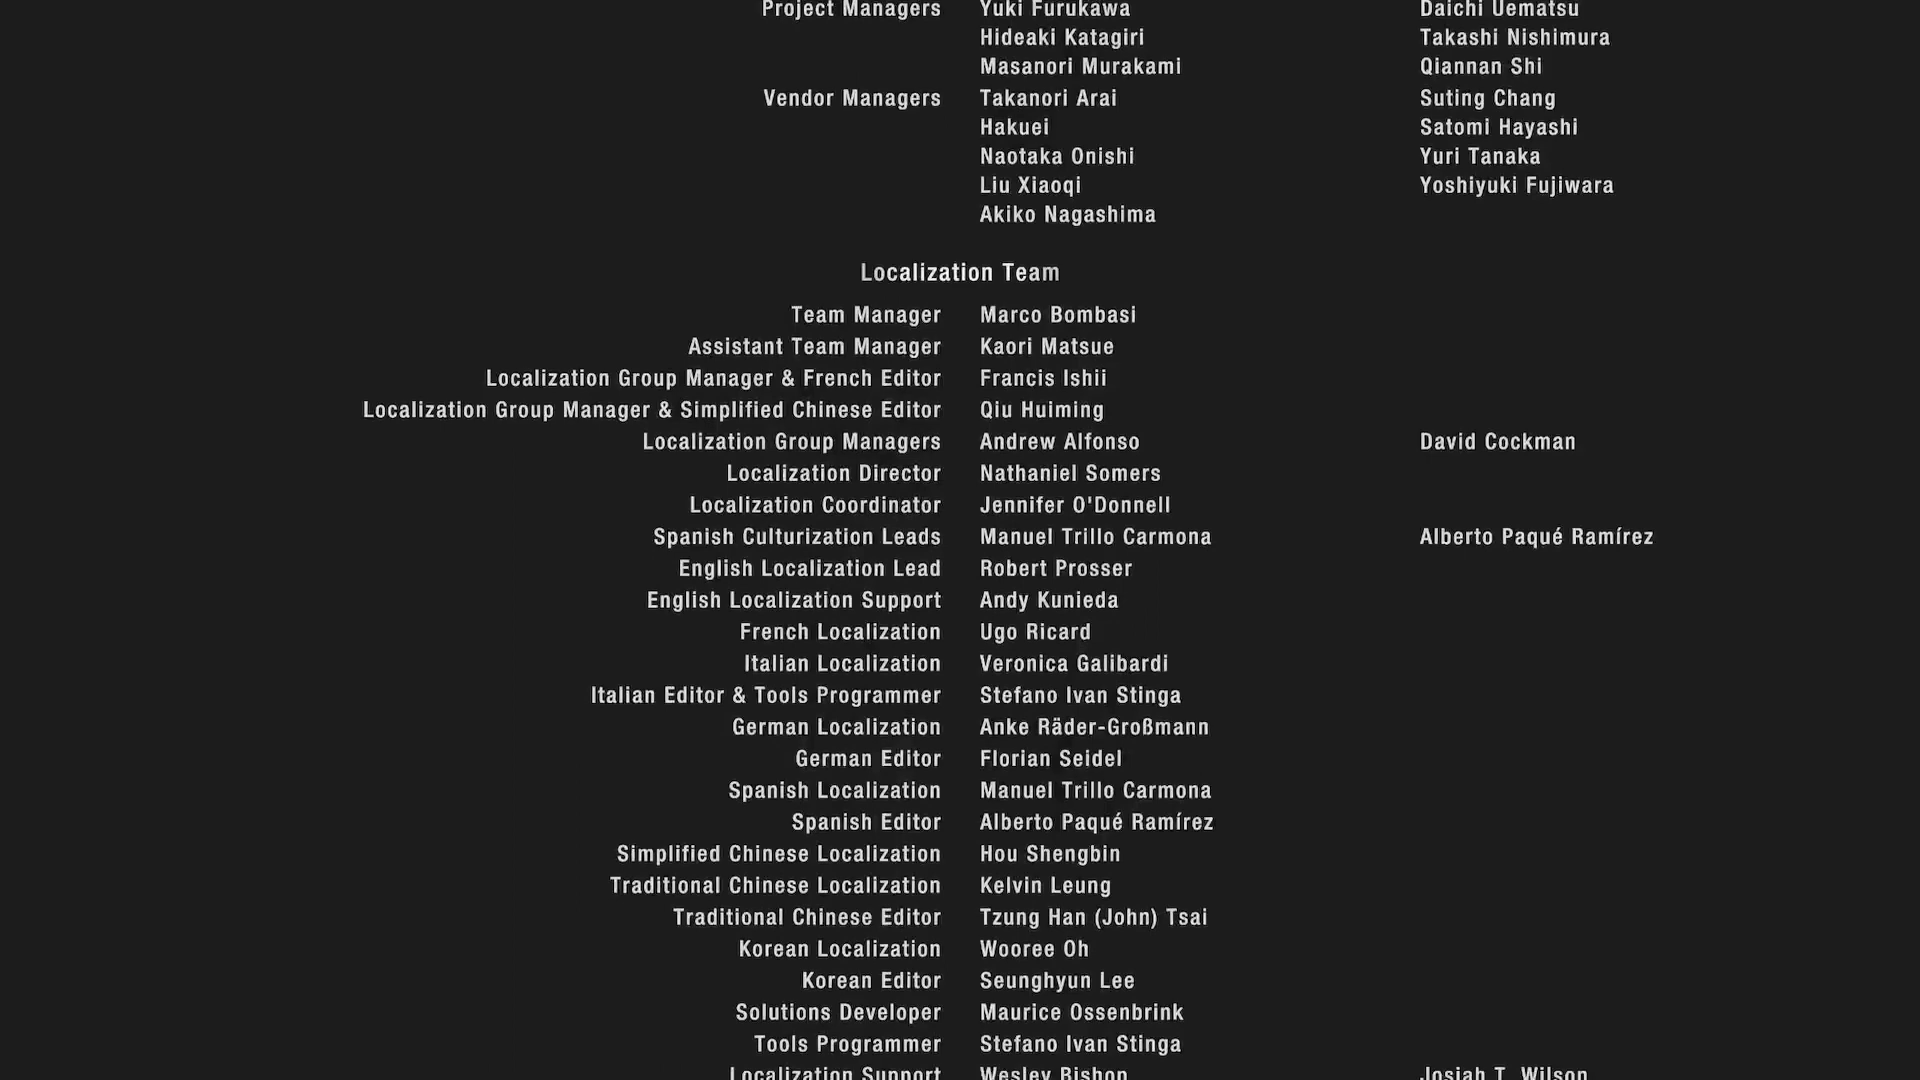 Project Managers Yuki Furukawa Daichi Uematsu
Hideaki Katagiri Takashi Nishimura
Masanori Murakami Qiannan Shi
Vendor Managers Takanori Arai Suting Chang
Hakuei Satomi Hayashi
Naotaka Onishi Yuri Tanaka
Liu Xiaoqi Yoshiyuki Fujiwara
Akiko Nagashima
Localization Team
Team Manager Marco Bombasi
Assistant Team Manager Kaori Matsue
Localization Group Manager & French Editor Francis Ishii
Localization Group Manager & Simplified Chinese Editor Qiu Huiming
Localization Group Managers Andrew Alfonso David Cockman
Localization Director Nathaniel Somers
Localization Coordinator Jennifer O'Donnell
Spanish Culturization Leads Manuel Trillo Carmona Alberto Paqué Ramírez
English Localization Lead Robert Prosser
English Localization Support Andy Kunieda
French Localization Ugo Ricard
Italian Localization Veronica Galibardi
Italian Editor & Tools Programmer Stefano Ivan Stinga
German Localization Anke Räder-Großmann
German Editor Florian Seidel
Spanish Localization Manuel Trillo Carmona
Spanish Editor Alberto Paqué Ramírez
Simplified Chinese Localization Hou Shengbin
Traditional Chinese Localization Kelvin Leung
Traditional Chinese Editor Tzung Han (John) Tsai
Korean Localization Wooree Oh
Korean Editor Seunghyun Lee
Solutions Developer Maurice Ossenbrink
Tools Programmer Stefano Ivan Stinga
Localization Support Wesley Bishop Josiah T. Wilson